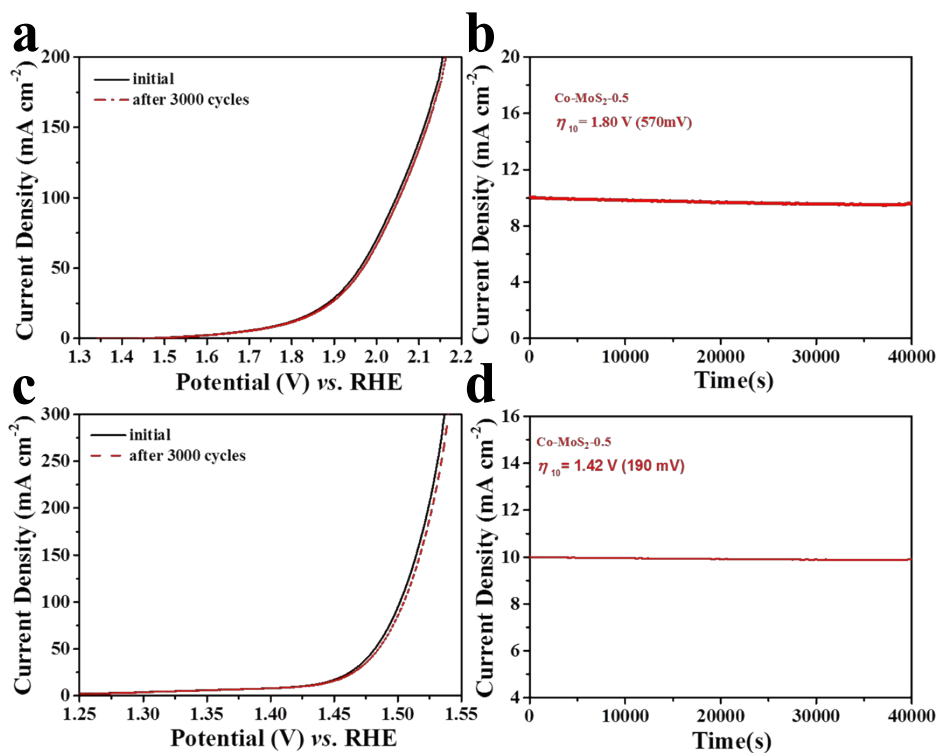 a
200
150
100
50
0
Current Density (mA cm-2)
initial
after 3000 cycles
1.3 1.4 1.5 1.6 1.7 1.8 1.9 2.0 2.1 2.2
Potential (V) vs. RHE
b
20
16
12
8
4
0
Current Density (mA cm-2)
Co-MoS2-0.5
η10= 1.80 V (570mV)
0 10000 20000 30000 40000
Time(s)
c
300
250
200
150
100
50
0
Current Density (mA cm-2)
initial
after 3000 cycles
1.25 1.30 1.35 1.40 1.45 1.50 1.55
Potential (V) vs. RHE
d
16
14
12
10
8
6
4
Current Density (mA cm-2)
Co-MoS2-0.5
η10= 1.42 V (190 mV)
0 10000 20000 30000 40000
Time(s)